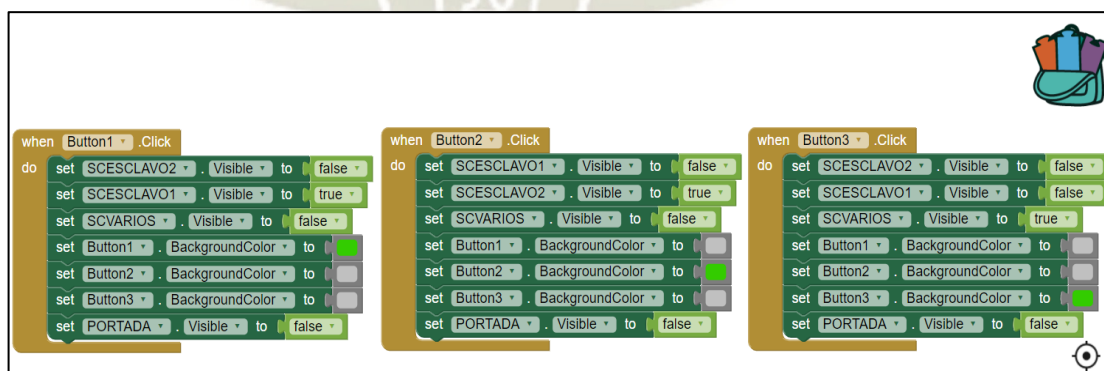 when Button1 .Click
do set SCESCLAVO2 . Visible to false
set SCESCLAVO1 . Visible to true
set SCVARIOS . Visible to false
set Button1 . BackgroundColor to
set Button2 . BackgroundColor to
set Button3 . BackgroundColor to
set PORTADA . Visible to false
when Button2 .Click
do set SCESCLAVO1 . Visible to false
set SCESCLAVO2 . Visible to true
set SCVARIOS . Visible to false
set Button1 . BackgroundColor to
set Button2 . BackgroundColor to
set Button3 . BackgroundColor to
set PORTADA . Visible to false
when Button3 .Click
do set SCESCLAVO2 . Visible to false
set SCESCLAVO1 . Visible to false
set SCVARIOS . Visible to true
set Button1 . BackgroundColor to
set Button2 . BackgroundColor to
set Button3 . BackgroundColor to
set PORTADA . Visible to false